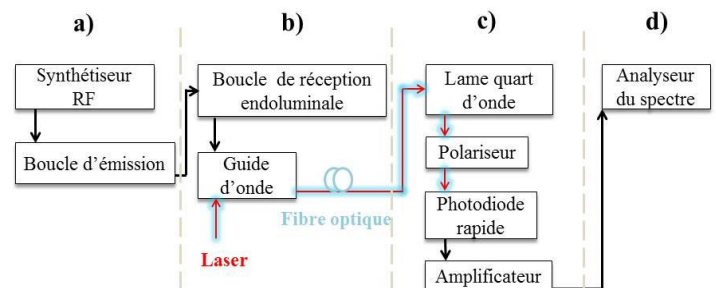 a)
b)
c)
d)
Synthétiseur
RF
Boucle d'émission
Boucle de réception
endoluminale
Guide
d'onde
Fibre optique
Laser
Lame quart
d'onde
Polariseur
Photodiode
rapide
Amplificateur
Analyseur
du spectre